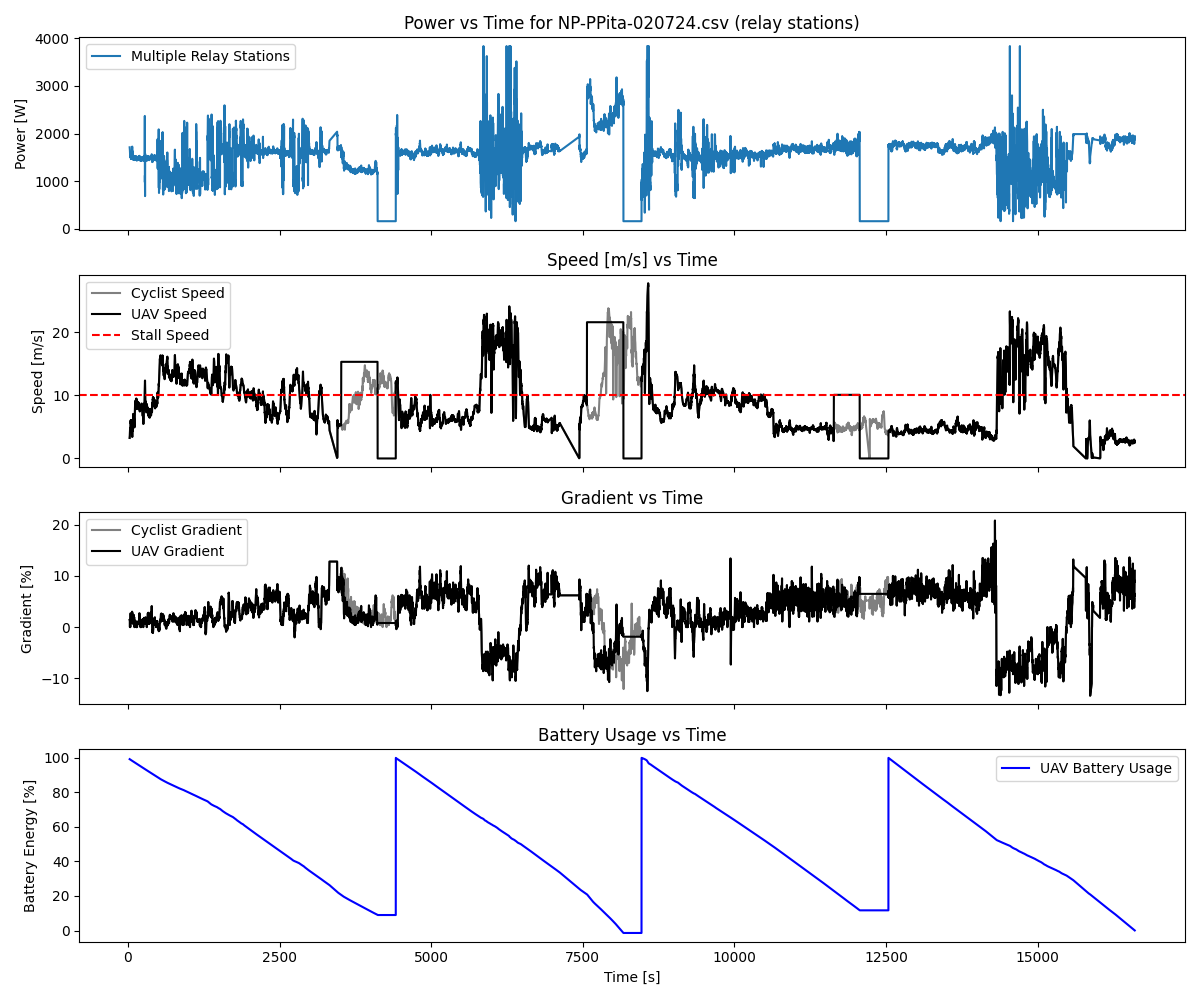 Power vs Time for NP-PPita-020724.csv (relay stations)
Power [W]
4000
3000
2000
1000
0
Multiple Relay Stations
Speed [m/s] vs Time
Speed [m/s]
20
10
0
Cyclist Speed
UAV Speed
Stall Speed
Gradient vs Time
Gradient [%]
20
10
0
−10
Cyclist Gradient
UAV Gradient
Battery Usage vs Time
Battery Energy [%]
100
80
60
40
20
0
UAV Battery Usage
0 2500 5000 7500 10000 12500 15000
Time [s]